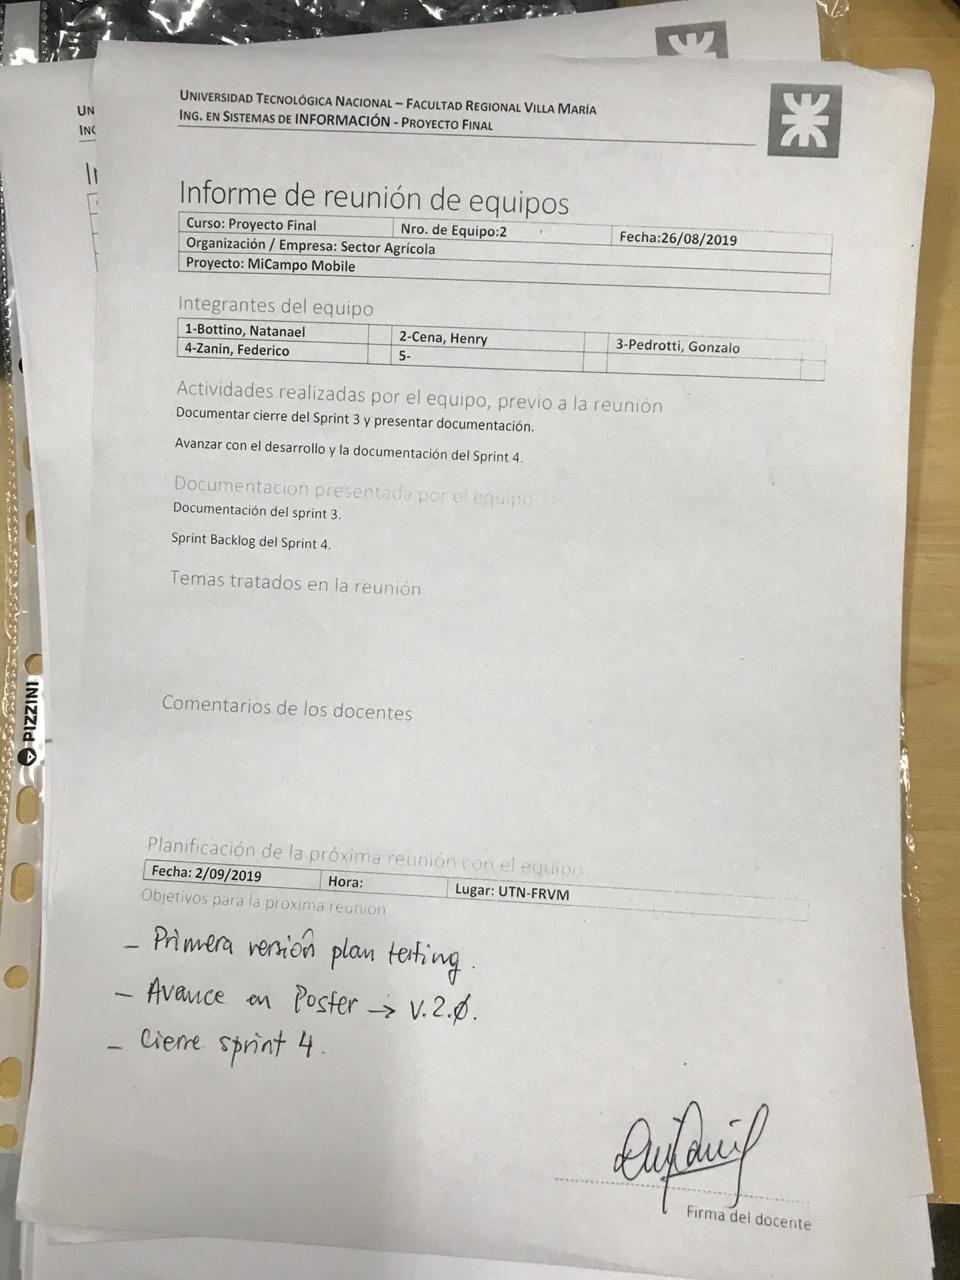 UNIVERSIDAD TECNOLÓGICA NACIONAL – FACULTAD REGIONAL VILLA MARÍA
ING. EN SISTEMAS DE INFORMACIÓN - PROYECTO FINAL
UN
ING
Informe de reunión de equipos
Curso: Proyecto Final Nro. de Equipo:2 Fecha:26/08/2019
Organización / Empresa: Sector Agrícola
Proyecto: MiCampo Mobile
Integrantes del equipo
1-Bottino, Natanael 2-Cena, Henry 3-Pedrotti, Gonzalo
4-Zanin, Federico 5-
Actividades realizadas por el equipo, previo a la reunión
Documentar cierre del Sprint 3 y presentar documentación.
Avanzar con el desarrollo y la documentación del Sprint 4.
Documentacion presentada por el equipo
Documentación del sprint 3.
Sprint Backlog del Sprint 4.
Temas tratados en la reunión
PIZZINI
Comentarios de los docentes
Planificación de la próxima reunión con el equipo
Fecha: 2/09/2019 Hora: Lugar: UTN-FRVM
Objetivos para la próxima reunión
– Primera versión plan testing.
– Avance en Poster → v.2.0.
– Cierre sprint 4.
Firma del docente